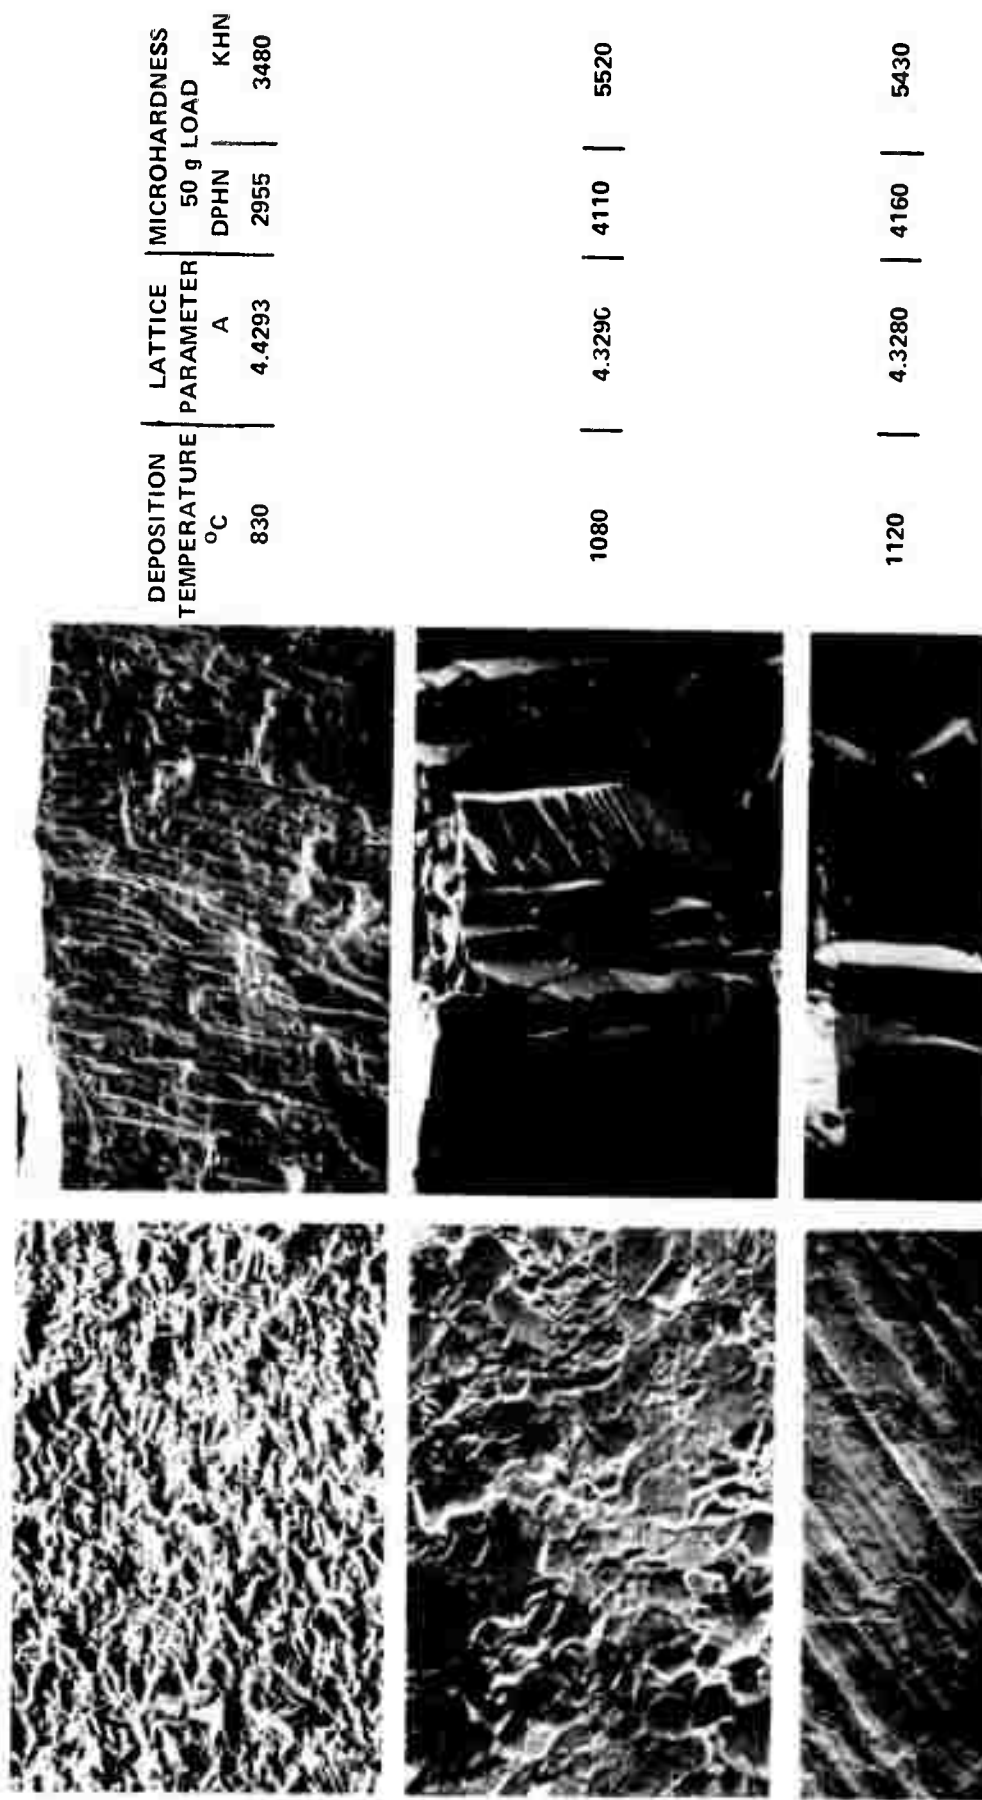 DEPOSITION | LATTICE | MICROHARDNESS
TEMPERATURE | PARAMETER | 50 g LOAD
°C | A | DPHN | KHN
830 | 4.4293 | 2955 | 3480
1080 | 4.3290 | 4110 | 5520
1120 | 4.3280 | 4160 | 5430